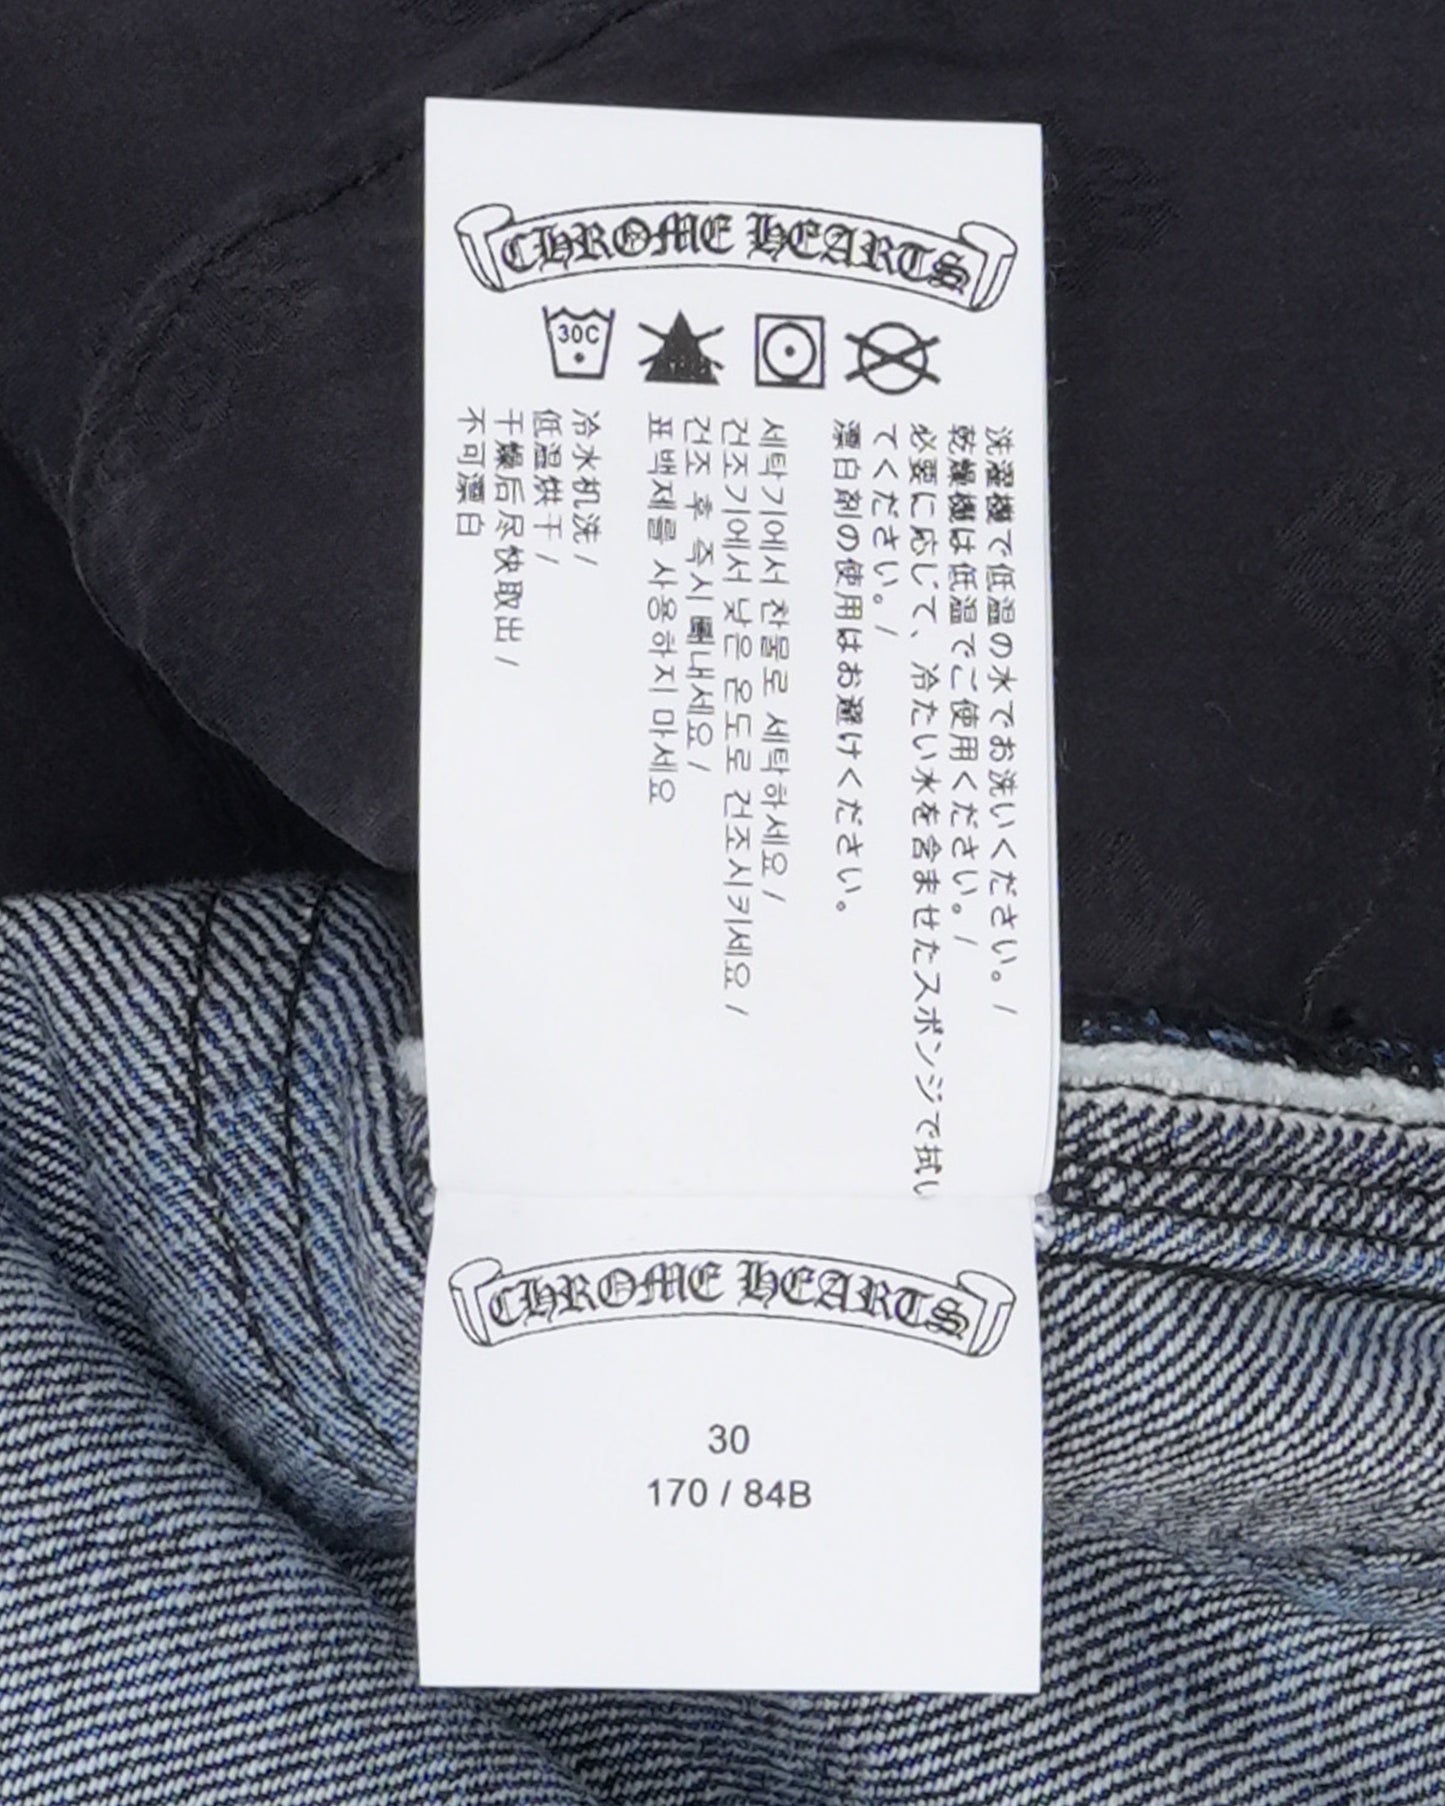 CHROME HEARTS
30C
洗濯機で低温の水でお洗いください。/
乾燥機は低温でご使用ください。/
必要に応じて、冷たい水を含ませたスポンジで拭い
てください。/
漂白剤の使用はお避けください。
세탁기에서 찬물로 세탁하세요 /
건조기에서 낮은 온도로 건조시키세요 /
건조 후 즉시 빼내세요 /
표백제를 사용하지 마세요
冷水机洗 /
低温烘干 /
干燥后尽快取出 /
不可漂白
CHROME HEARTS
30
170 / 84B